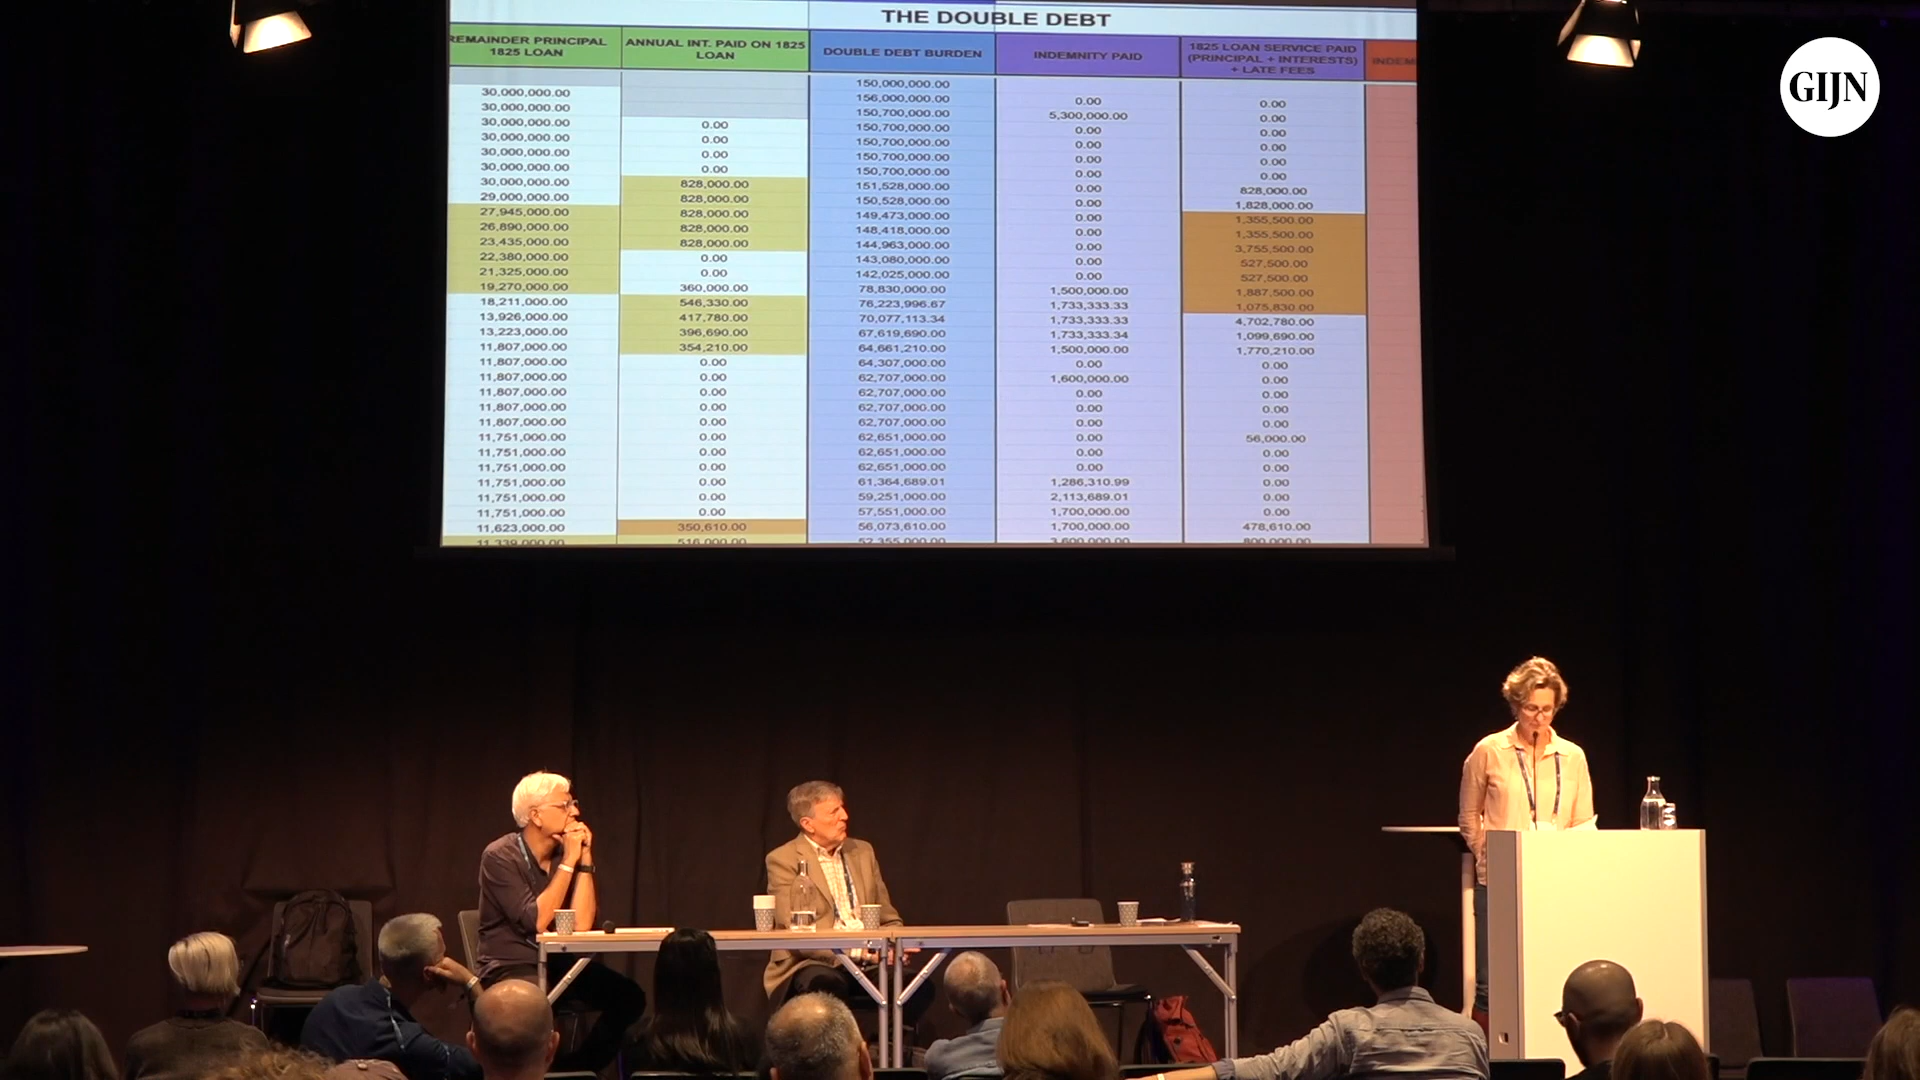 THE DOUBLE DEBT
REMAINDER PRINCIPAL 1825 LOAN
ANNUAL INT. PAID ON 1825 LOAN
DOUBLE DEBT BURDEN
INDEMNITY PAID
1825 LOAN SERVICE PAID (PRINCIPAL + INTERESTS) + LATE FEES
INDEM
GIJN
150,000,000.00
30,000,000.00 156,000,000.00 0.00 0.00
30,000,000.00 150,700,000.00 5,300,000.00 0.00
30,000,000.00 0.00 150,700,000.00 0.00 0.00
30,000,000.00 0.00 150,700,000.00 0.00 0.00
30,000,000.00 0.00 150,700,000.00 0.00 0.00
30,000,000.00 0.00 150,700,000.00 0.00 0.00
30,000,000.00 828,000.00 151,528,000.00 0.00 828,000.00
29,000,000.00 828,000.00 150,528,000.00 0.00 1,828,000.00
27,945,000.00 828,000.00 149,473,000.00 0.00 1,355,500.00
26,890,000.00 828,000.00 148,418,000.00 0.00 1,355,500.00
23,435,000.00 828,000.00 144,963,000.00 0.00 3,755,500.00
22,380,000.00 0.00 143,080,000.00 0.00 527,500.00
21,325,000.00 0.00 142,025,000.00 0.00 527,500.00
19,270,000.00 360,000.00 78,830,000.00 1,500,000.00 1,887,500.00
18,211,000.00 546,330.00 76,223,996.67 1,733,333.33 1,075,830.00
13,926,000.00 417,780.00 70,077,113.34 1,733,333.33 4,702,780.00
13,223,000.00 396,690.00 67,619,690.00 1,733,333.34 1,099,690.00
11,807,000.00 354,210.00 64,661,210.00 1,500,000.00 1,770,210.00
11,807,000.00 0.00 64,307,000.00 0.00 0.00
11,807,000.00 0.00 62,707,000.00 1,600,000.00 0.00
11,807,000.00 0.00 62,707,000.00 0.00 0.00
11,807,000.00 0.00 62,707,000.00 0.00 0.00
11,807,000.00 0.00 62,707,000.00 0.00 0.00
11,751,000.00 0.00 62,651,000.00 0.00 56,000.00
11,751,000.00 0.00 62,651,000.00 0.00 0.00
11,751,000.00 0.00 62,651,000.00 0.00 0.00
11,751,000.00 0.00 61,364,689.01 1,286,310.99 0.00
11,751,000.00 0.00 59,251,000.00 2,113,689.01 0.00
11,751,000.00 0.00 57,551,000.00 1,700,000.00 0.00
11,623,000.00 350,610.00 56,073,610.00 1,700,000.00 478,610.00
11,339,000.00 516,000.00 52,355,000.00 3,600,000.00 800,000.00